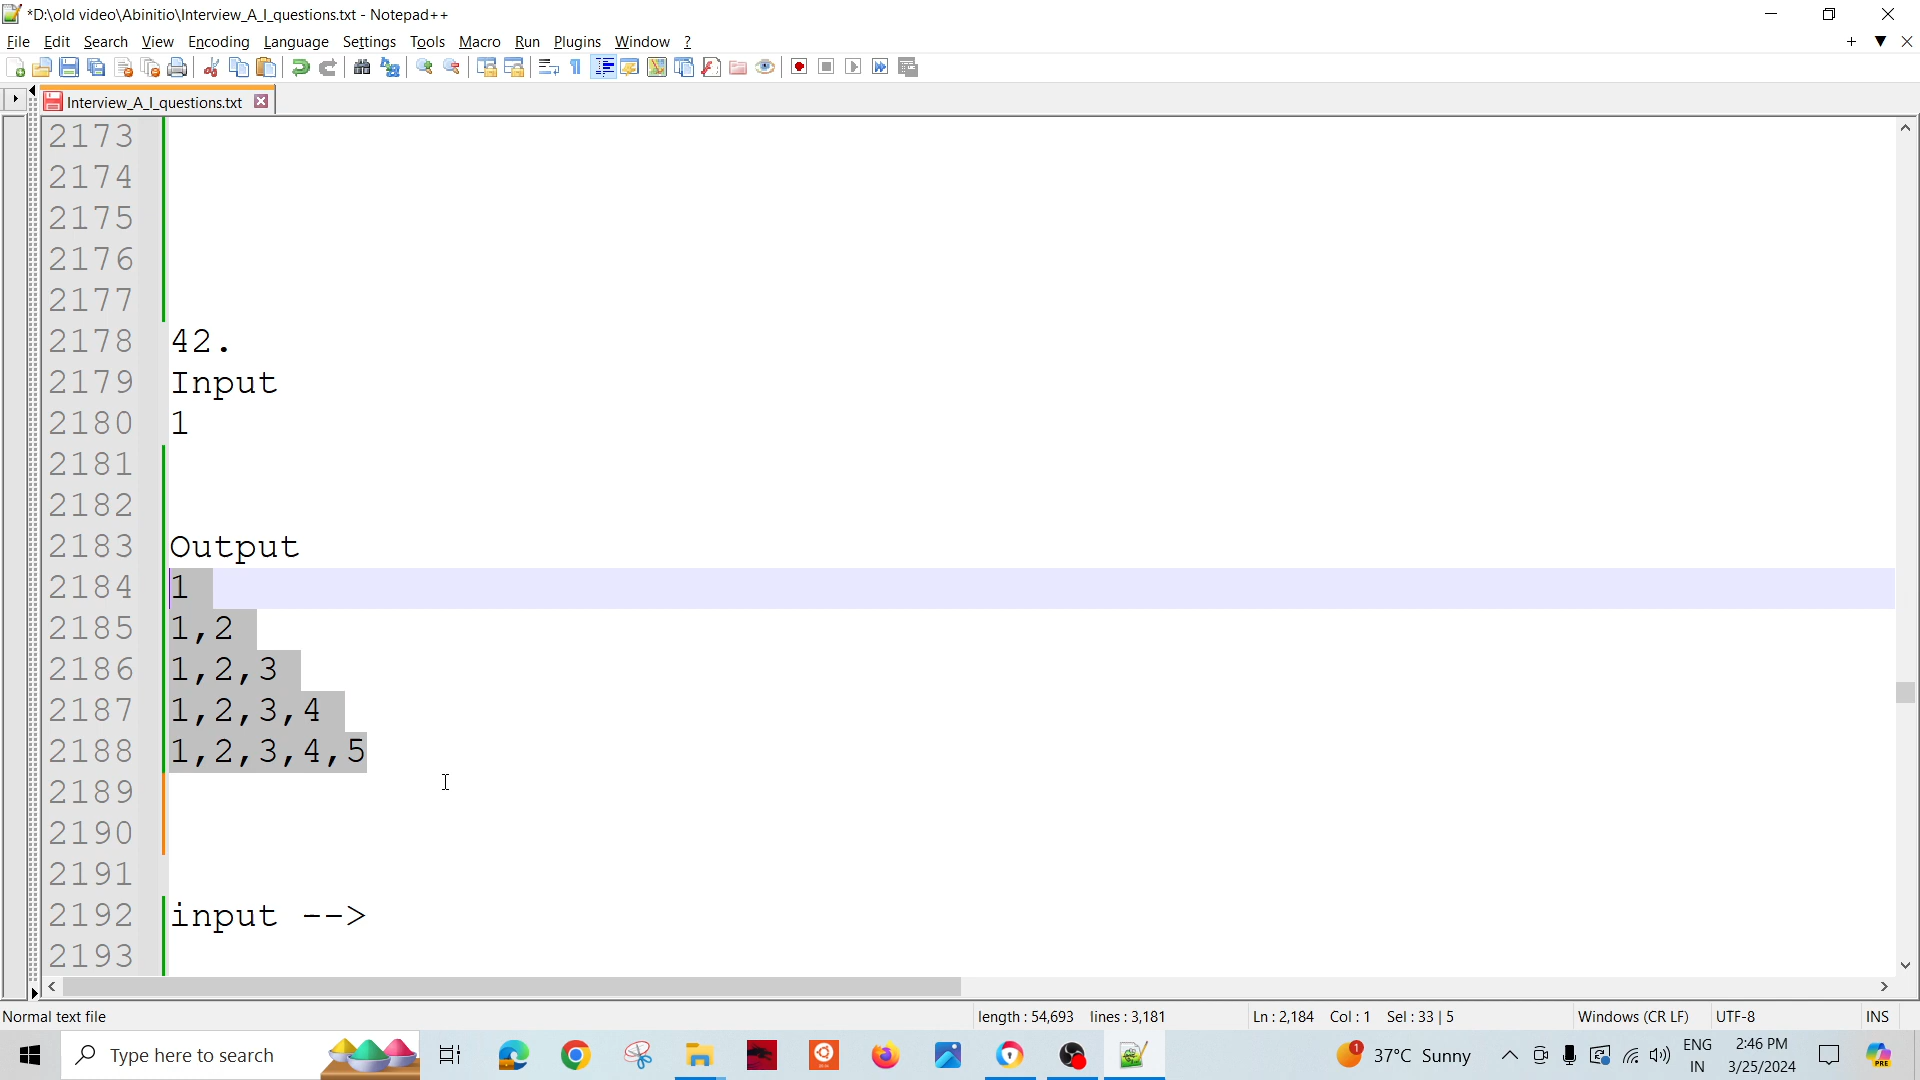 *D:\old video\Abinitio\Interview_A_I_questions.txt - Notepad++
File Edit Search View Encoding Language Settings Tools Macro Run Plugins Window ?
Interview_A_I_questions.txt
2173
2174
2175
2176
2177
2178 42.
2179 Input
2180 1
2181
2182
2183 Output
2184 1
2185 1,2
2186 1,2,3
2187 1,2,3,4
2188 1,2,3,4,5
2189
2190
2191
2192 input -->
2193
Normal text file length : 54,693 lines : 3,181 Ln : 2,184 Col : 1 Sel : 33 | 5 Windows (CR LF) UTF-8 INS
Type here to search 1 37°C Sunny ENG IN 2:46 PM 3/25/2024 PRE